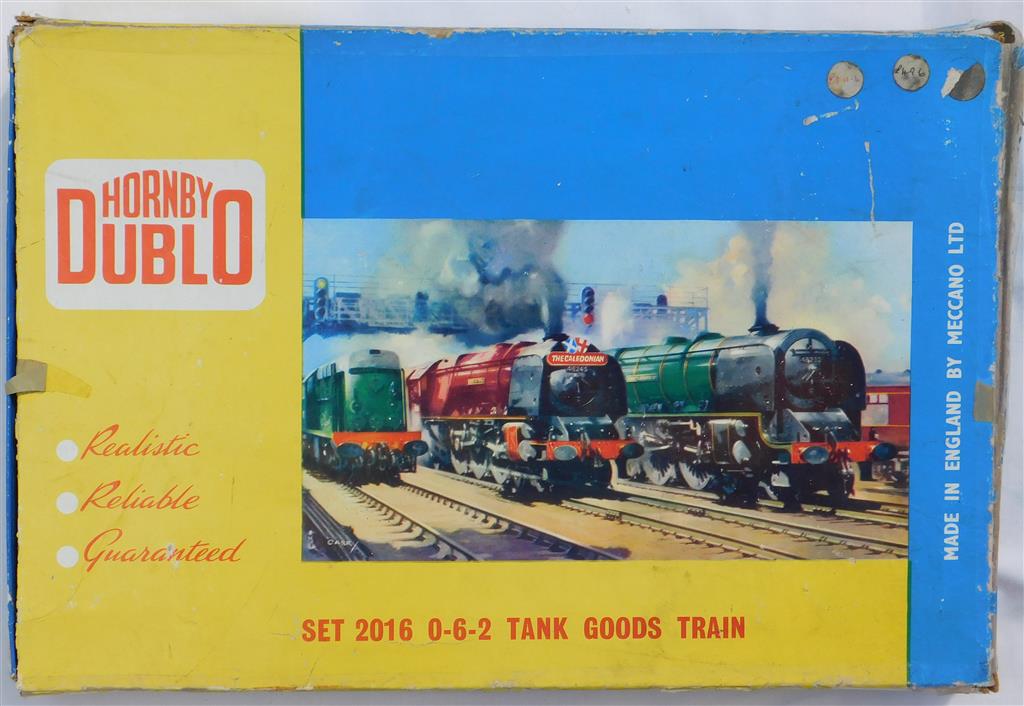 HORNBY
DUBLO
Realistic
Reliable
Guaranteed
THE CALEDONIAN
46245
CAREY
SET 2016 0-6-2 TANK GOODS TRAIN
MADE IN ENGLAND BY MECCANO LTD